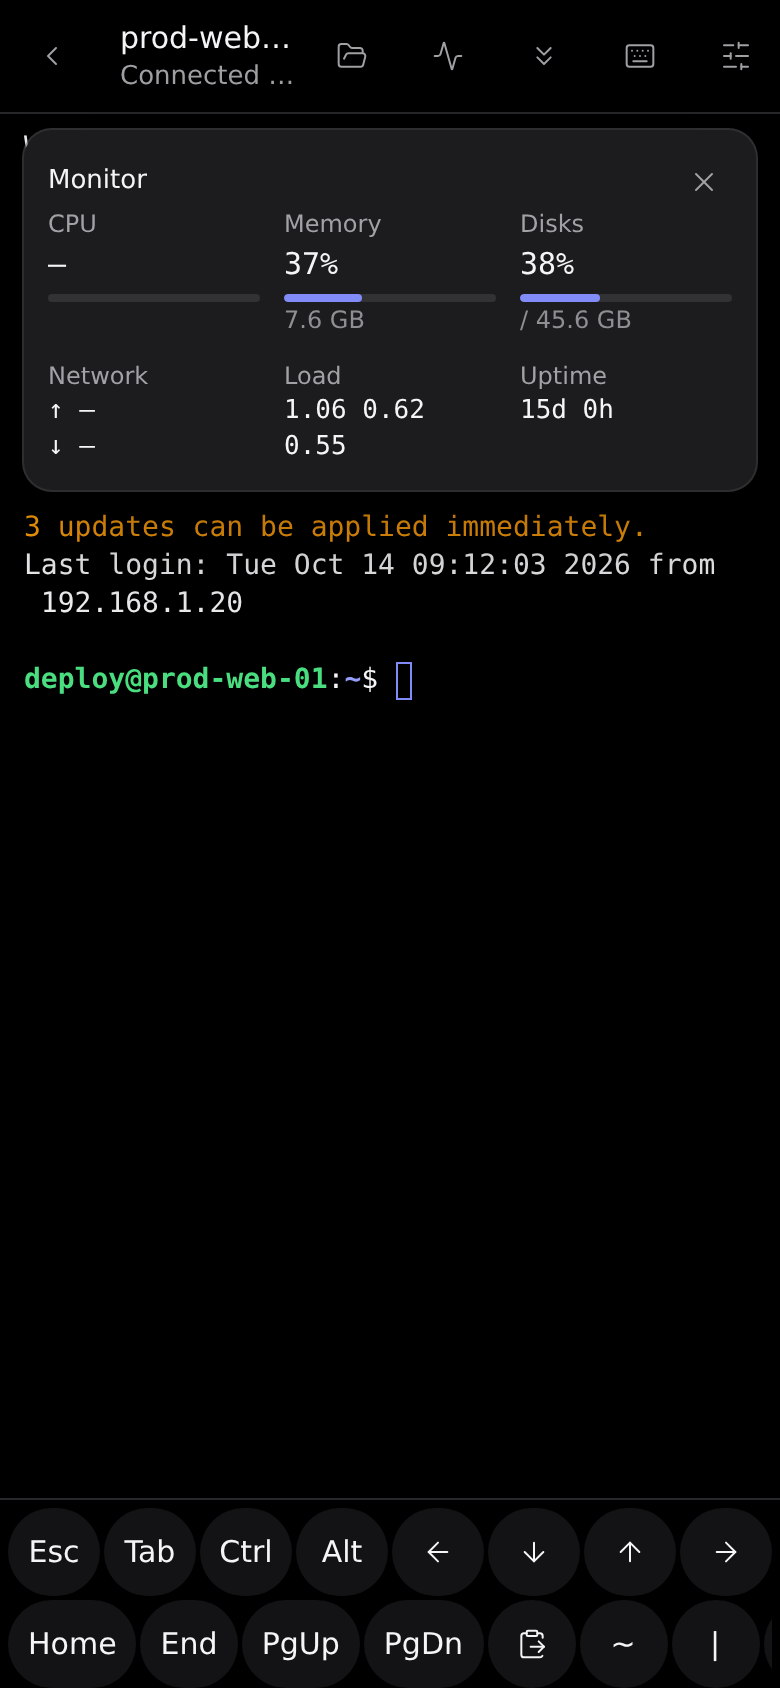 prod-web...
Connected ...
Monitor
CPU
Memory
Disks
—
37%
38%
7.6 GB
/ 45.6 GB
Network
Load
Uptime
↑ —
1.06 0.62
15d 0h
↓ —
0.55
3 updates can be applied immediately.
Last login: Tue Oct 14 09:12:03 2026 from
192.168.1.20
deploy@prod-web-01:~$
Esc
Tab
Ctrl
Alt
←
↓
↑
→
Home
End
PgUp
PgDn
~
|